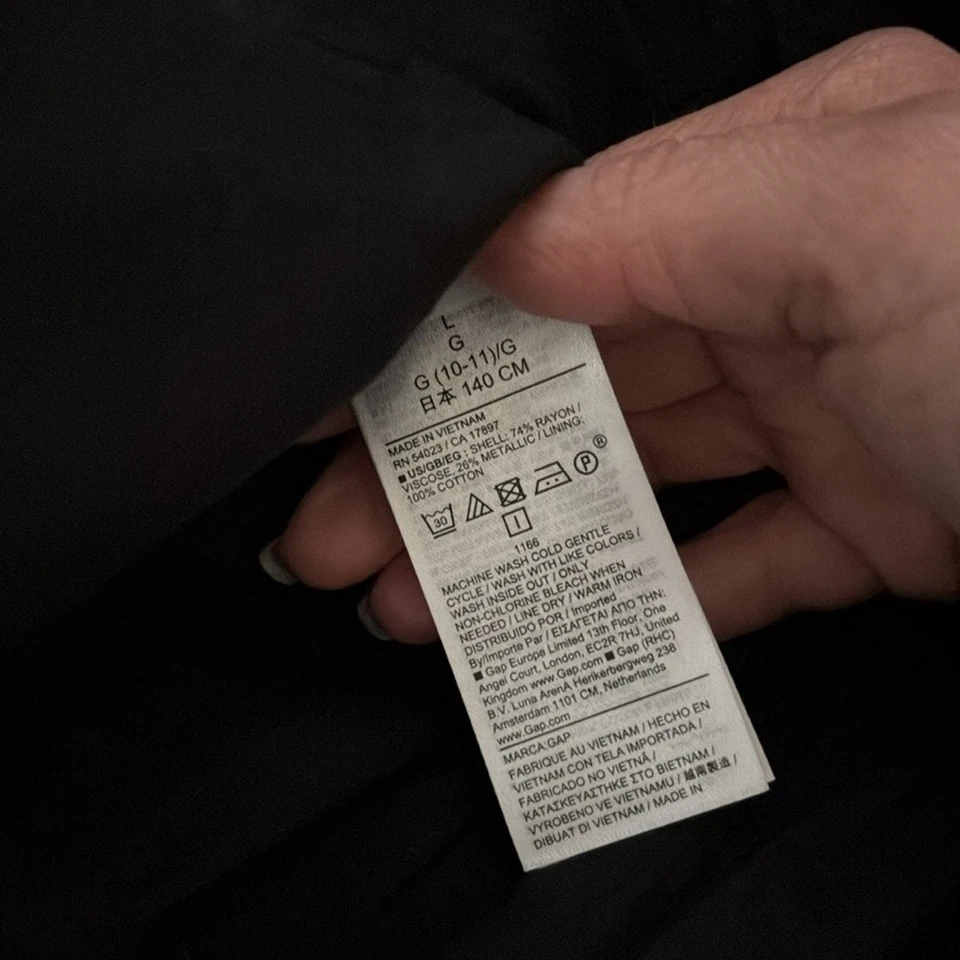 L
G
G (10-11)/G
日本 140 CM
MADE IN VIETNAM
RN 54023 / CA 17897
■ US/GB/EG : SHELL: 74% RAYON /
VISCOSE, 26% METALLIC / LINING:
100% COTTON
30
P
®
1166
MACHINE WASH COLD GENTLE
CYCLE / WASH WITH LIKE COLORS /
WASH INSIDE OUT / ONLY
NON-CHLORINE BLEACH WHEN
NEEDED / LINE DRY / WARM IRON
DISTRIBUIDO POR / Imported
By/Importe Par / ΕΙΣΑΓΕΤΑΙ ΑΠΟ ΤΗΝ:
■ Gap Europe Limited 13th Floor, One
Angel Court, London, EC2R 7HJ, United
Kingdom www.Gap.com ■ Gap (RHC)
B.V. Luna ArenA Herikerbergweg 238
Amsterdam 1101 CM, Netherlands
www.Gap.com
MARCA:GAP
FABRIQUE AU VIETNAM / HECHO EN
VIETNAM CON TELA IMPORTADA /
FABRICADO NO VIETNÃ /
ΚΑΤΑΣΚΕΥΑΣΤΗΚΕ ΣΤΟ ΒΙΕΤΝΑΜ /
VYROBENO VE VIETNAMU / 越南製造 /
DIBUAT DI VIETNAM / MADE IN